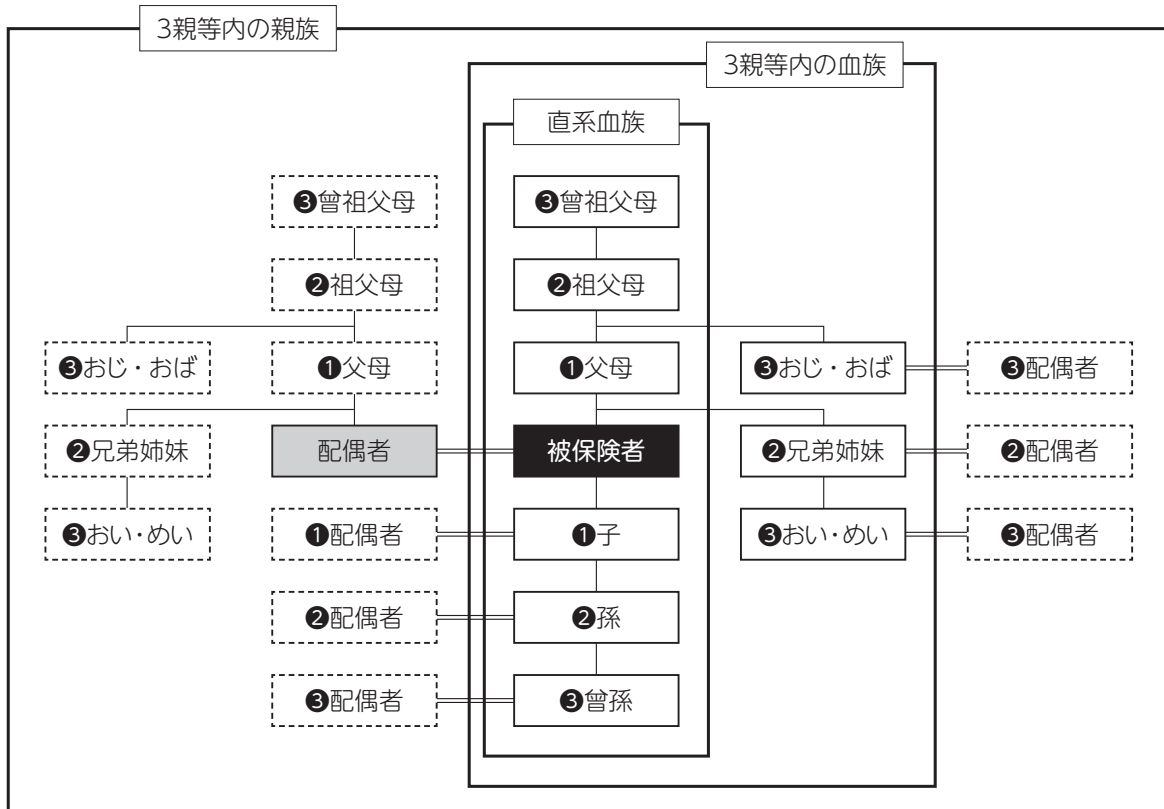 3親等内の親族
3親等内の血族
直系血族
❸曾祖父母
❸曾祖父母
❷祖父母
❷祖父母
❸おじ・おば
❶父母
❶父母
❸おじ・おば
❸配偶者
❷兄弟姉妹
配偶者
被保険者
❷兄弟姉妹
❷配偶者
❸おい・めい
❶配偶者
❶子
❸おい・めい
❸配偶者
❷配偶者
❷孫
❸配偶者
❸曾孫